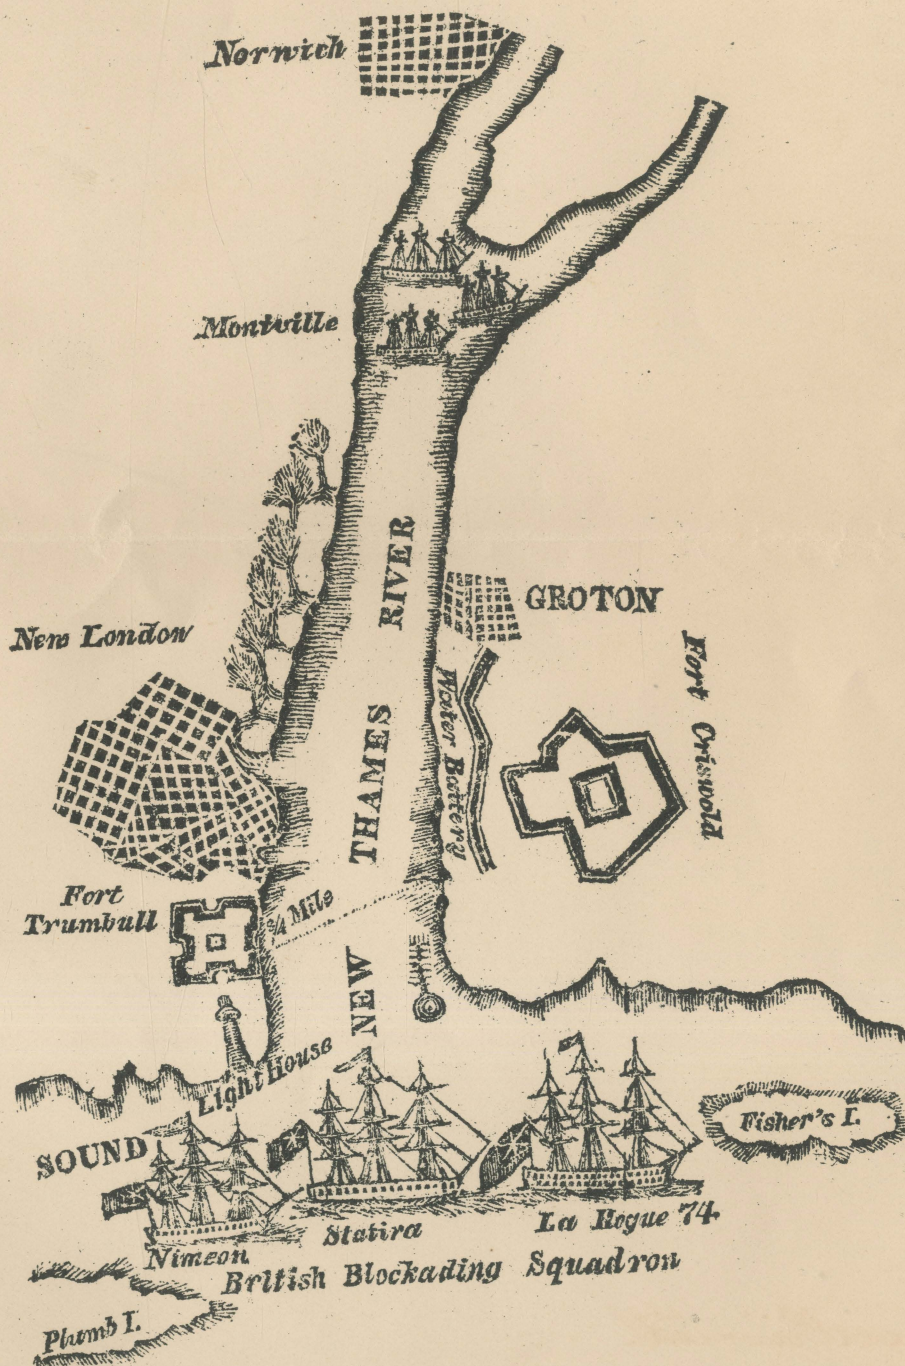 Norwich
Montville
NEW THAMES RIVER
GROTON
New London
Water Battery
Fort Griswold
Fort
Trumbull
¾ Mile
Light House
SOUND
Fisher's I.
Nimeon
Statira
La Hogue 74
British Blockading Squadron
Plumb I.